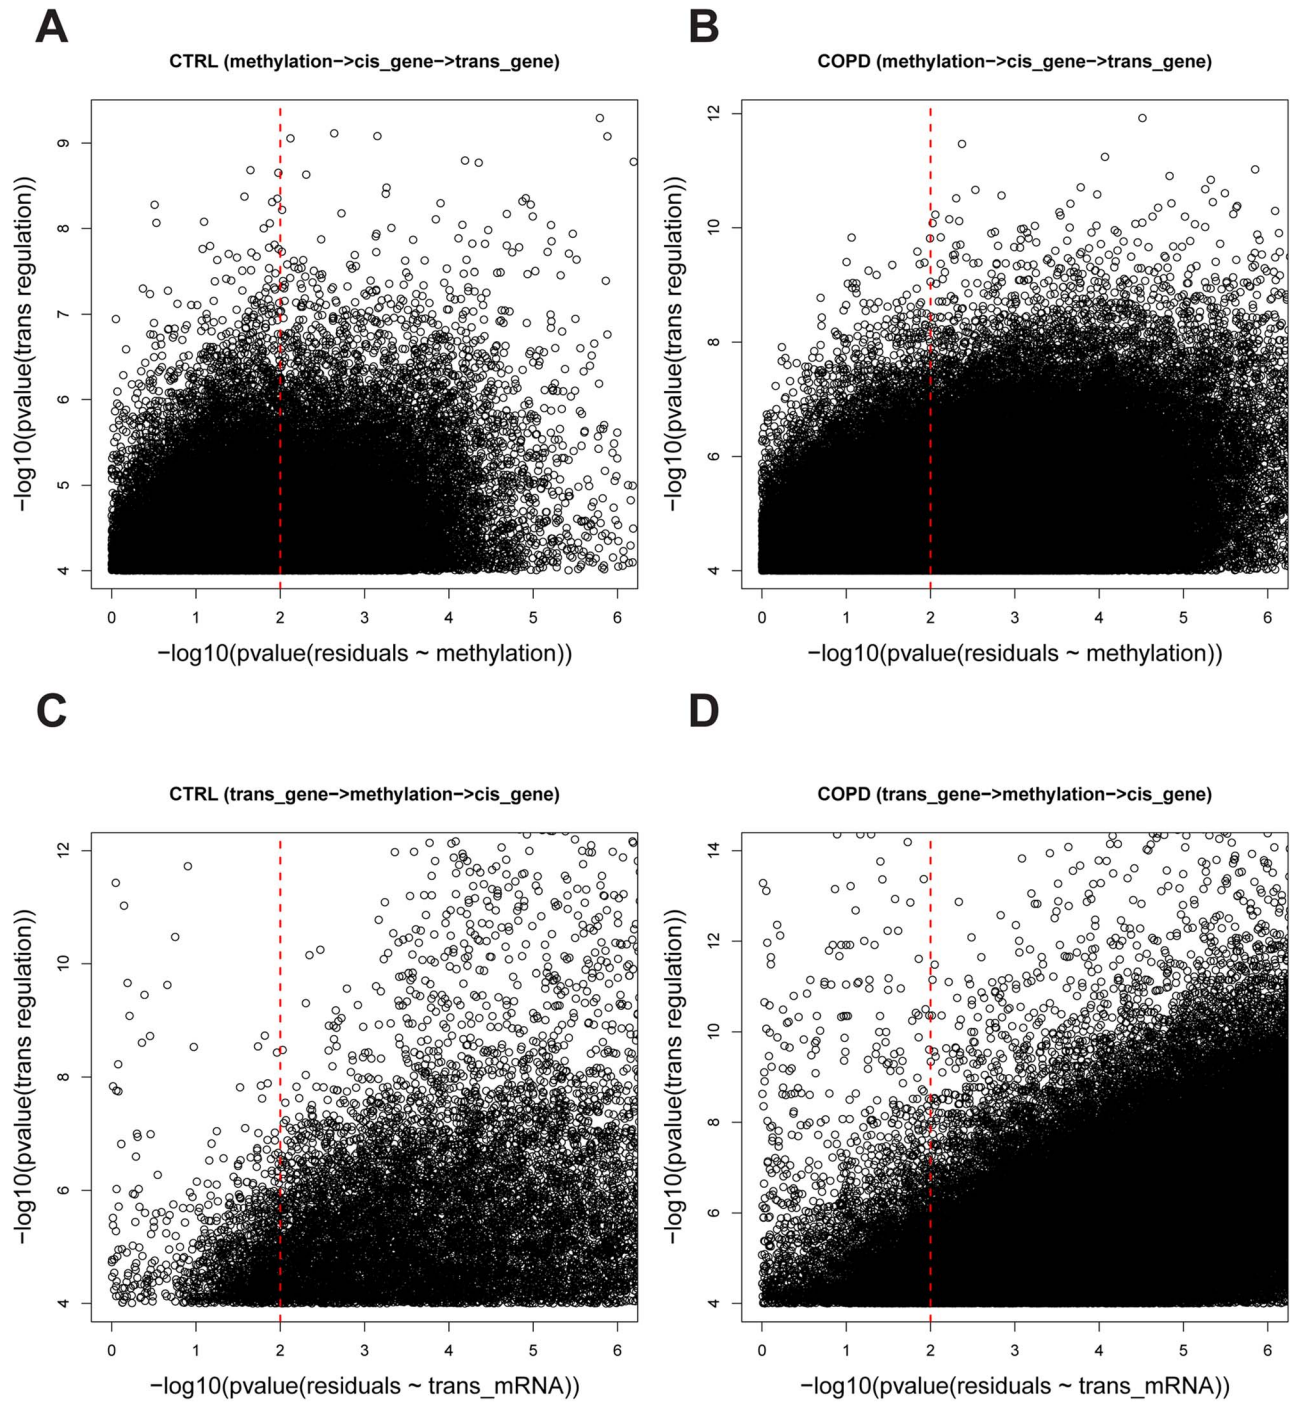 A
CTRL (methylation−>cis_gene−>trans_gene)
−log10(pvalue(trans regulation))
9
8
7
6
5
4
0 1 2 3 4 5 6
−log10(pvalue(residuals ~ methylation))
B
COPD (methylation−>cis_gene−>trans_gene)
−log10(pvalue(trans regulation))
12
10
8
6
4
0 1 2 3 4 5 6
−log10(pvalue(residuals ~ methylation))
C
CTRL (trans_gene−>methylation−>cis_gene)
−log10(pvalue(trans regulation))
12
10
8
6
4
0 1 2 3 4 5 6
−log10(pvalue(residuals ~ trans_mRNA))
D
COPD (trans_gene−>methylation−>cis_gene)
−log10(pvalue(trans regulation))
14
12
10
8
6
4
0 1 2 3 4 5 6
−log10(pvalue(residuals ~ trans_mRNA))